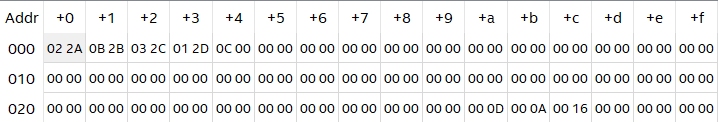 Addr +0 +1 +2 +3 +4 +5 +6 +7 +8 +9 +a +b +c +d +e +f
000 02 2A 0B 2B 03 2C 01 2D 0C 00 00 00 00 00 00 00 00 00 00 00 00 00 00 00 00 00 00 00 00 00 00 00
010 00 00 00 00 00 00 00 00 00 00 00 00 00 00 00 00 00 00 00 00 00 00 00 00 00 00 00 00 00 00 00 00
020 00 00 00 00 00 00 00 00 00 00 00 00 00 00 00 00 00 00 00 00 00 0D 00 0A 00 16 00 00 00 00 00 00